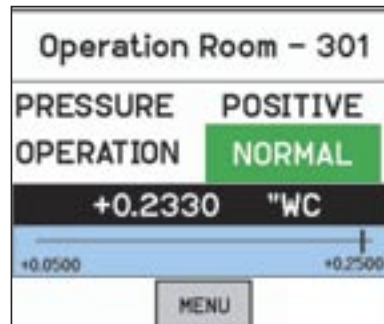 Operation Room - 301
PRESSURE POSITIVE
OPERATION NORMAL
+0.2330 "WC
+0.0500 +0.2500
MENU